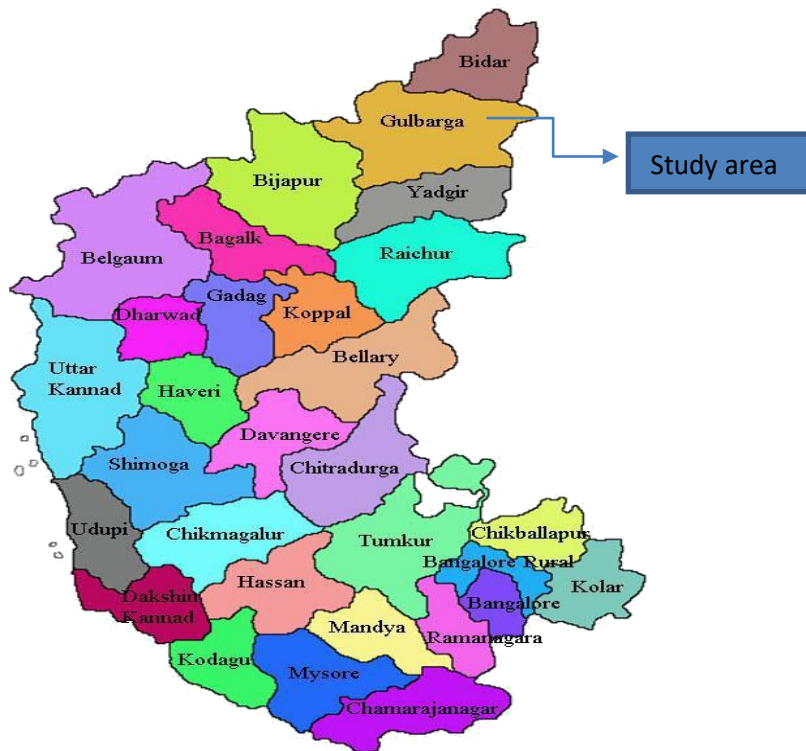 Bidar
Gulbarga
Study area
Yadgir
Bijapur
Bagalk
Raichur
Belgaum
Gadag
Dharwad
Koppal
Bellary
Uttar
Kannad
Haveri
Davangere
Shimoga
Chitradurga
Udupi
Chikmagalur
Tumkur
Chikballapur
Bangalore Rural
Kolar
Hassan
Bangalore
Dakshin
Kannad
Mandya
Ramanagara
Kodagu
Mysore
Chamarajanagar